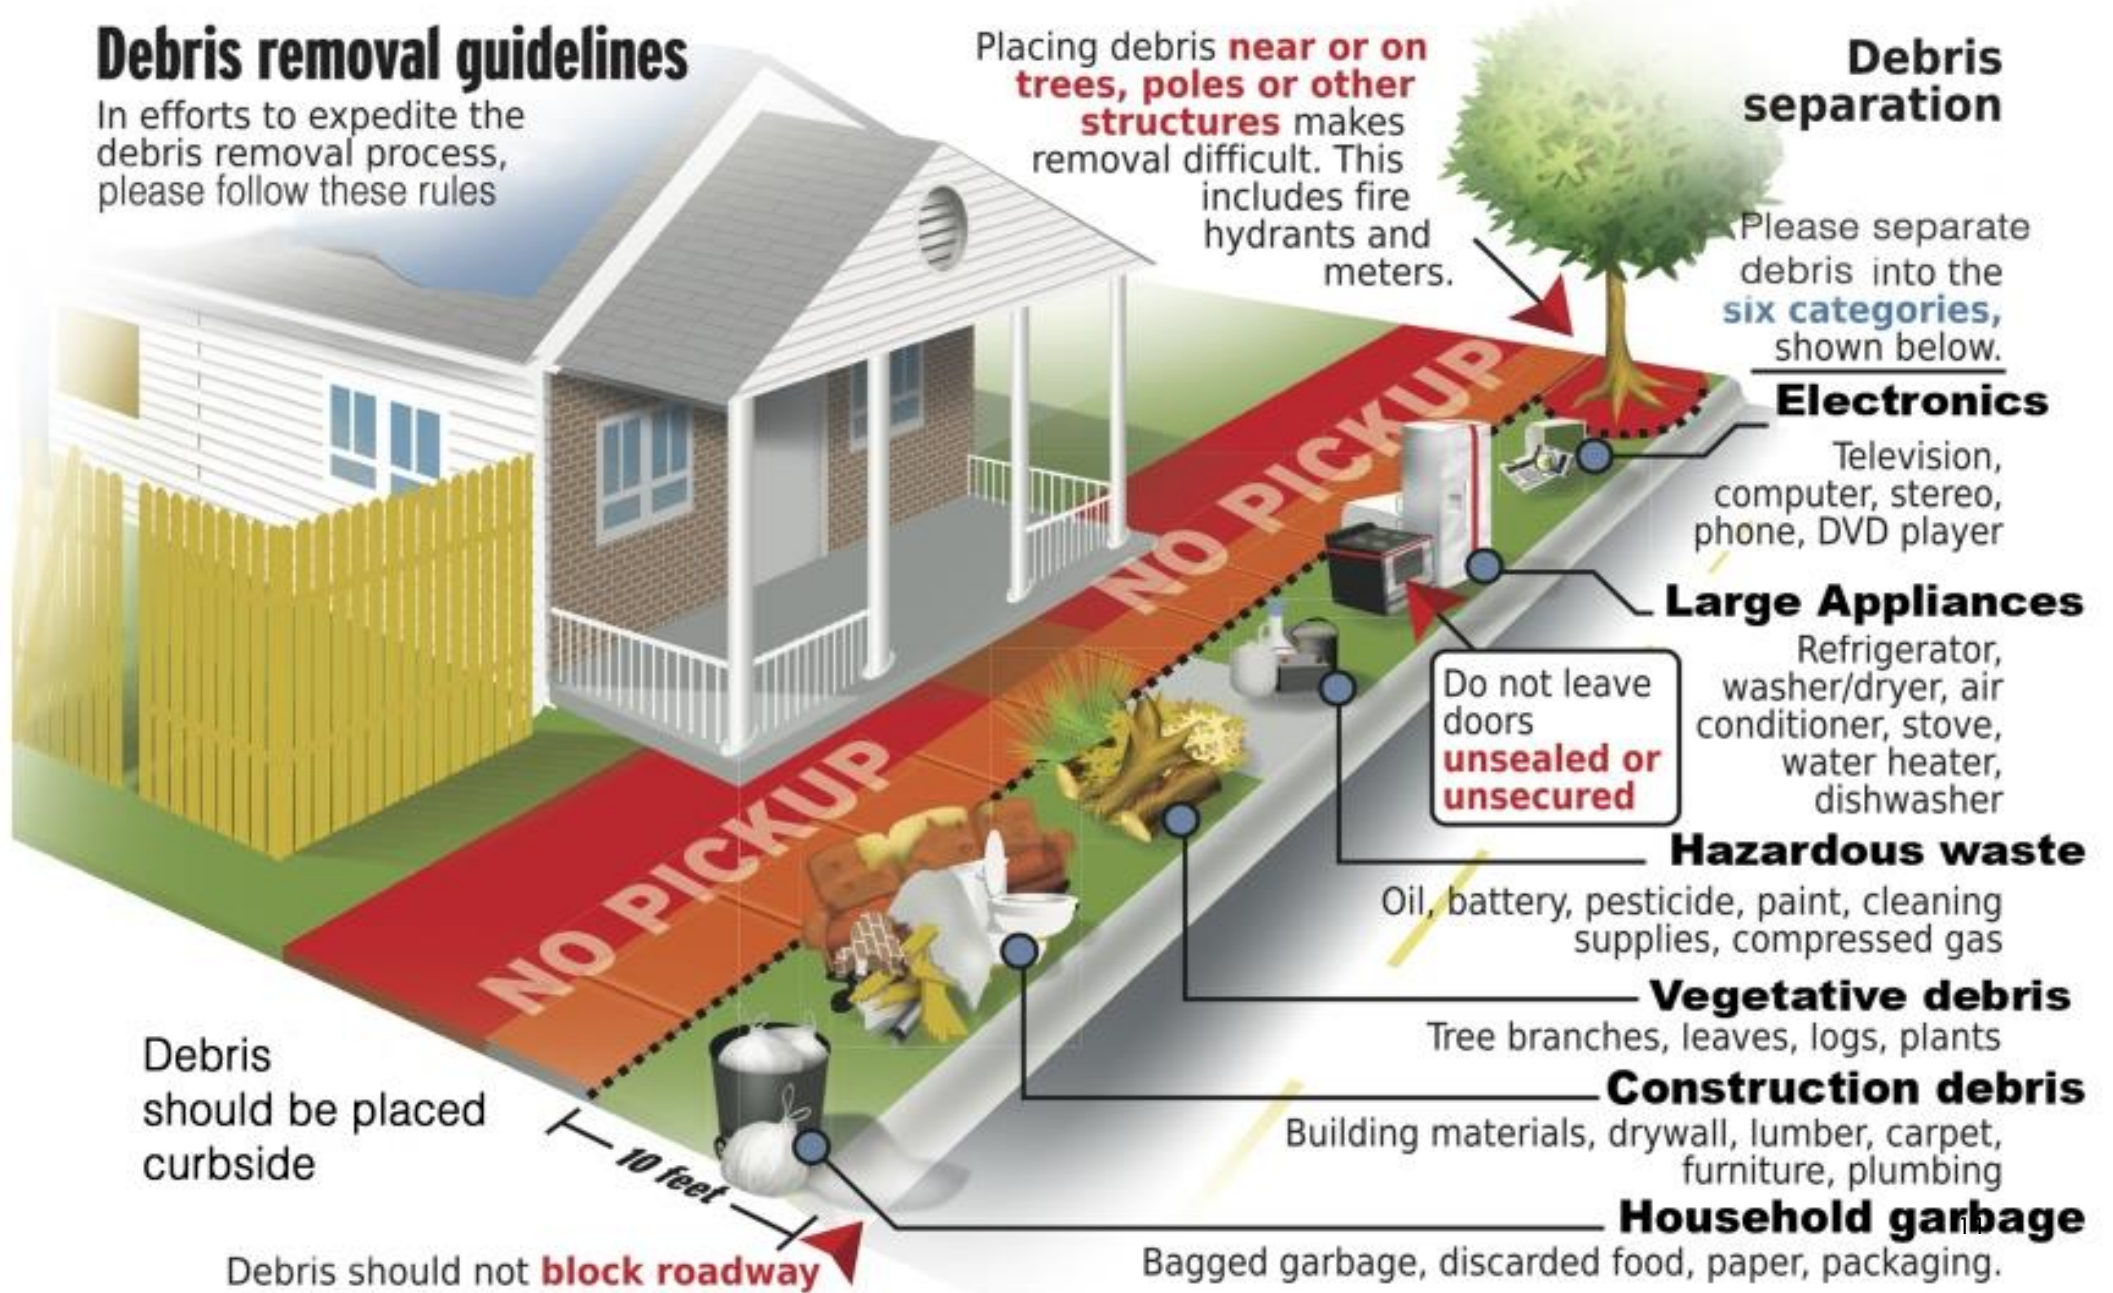 Debris removal guidelines
In efforts to expedite the
debris removal process,
please follow these rules
Placing debris near or on
trees, poles or other
structures makes
removal difficult. This
includes fire
hydrants and
meters.
Debris
separation
Please separate
debris into the
six categories,
shown below.
Electronics
Television,
computer, stereo,
phone, DVD player
Large Appliances
Refrigerator,
washer/dryer, air
conditioner, stove,
water heater,
dishwasher
Do not leave
doors
unsealed or
unsecured
Hazardous waste
Oil, battery, pesticide, paint, cleaning
supplies, compressed gas
Vegetative debris
Tree branches, leaves, logs, plants
Construction debris
Building materials, drywall, lumber, carpet,
furniture, plumbing
Household garbage
Bagged garbage, discarded food, paper, packaging.
NO PICKUP
NO PICKUP
Debris
should be placed
curbside
10 feet
Debris should not block roadway